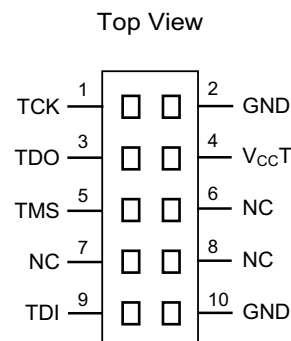 Top View
TCK 1 2 GND
TDO 3 4 VCCT
TMS 5 6 NC
NC 7 8 NC
TDI 9 10 GND